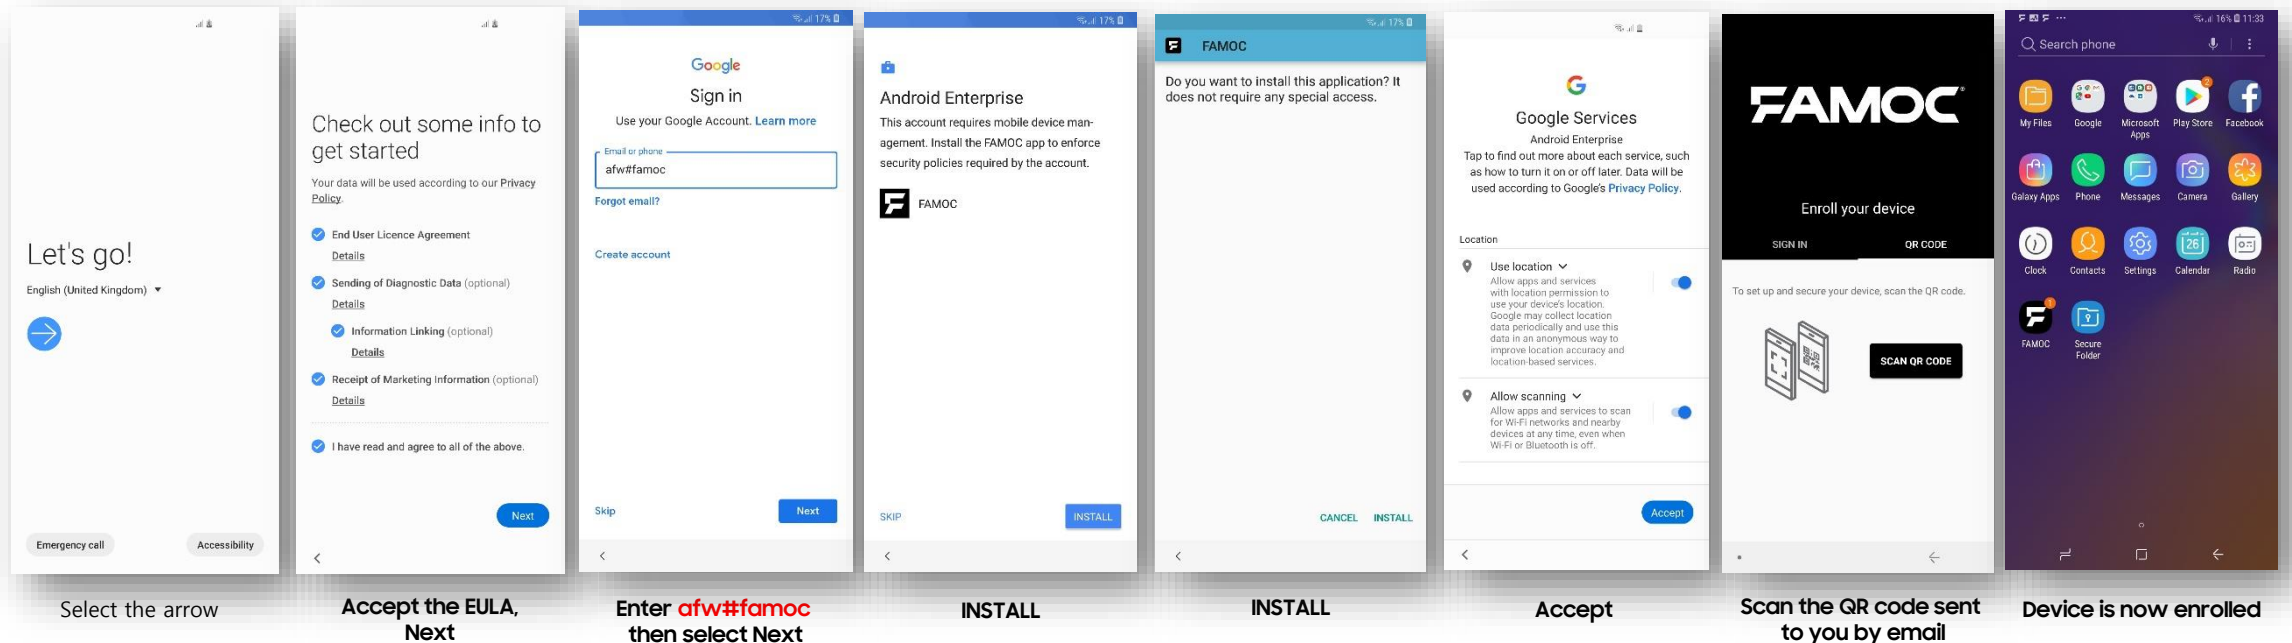 Let's go!
English (United Kingdom)
Emergency call
Accessibility
Select the arrow
Check out some info to
get started
Your data will be used according to our Privacy
Policy.
End User Licence Agreement
Details
Sending of Diagnostic Data (optional)
Details
Information Linking (optional)
Details
Receipt of Marketing Information (optional)
Details
I have read and agree to all of the above.
Next
Accept the EULA,
Next
17%
Google
Sign in
Use your Google Account. Learn more
Email or phone
afw#famoc
Forgot email?
Create account
Skip
Next
Enter afw#famoc
then select Next
17%
Android Enterprise
This account requires mobile device man-
agement. Install the FAMOC app to enforce
security policies required by the account.
FAMOC
SKIP
INSTALL
INSTALL
17%
FAMOC
Do you want to install this application? It
does not require any special access.
CANCEL INSTALL
INSTALL
Google Services
Android Enterprise
Tap to find out more about each service, such
as how to turn it on or off later. Data will be
used according to Google's Privacy Policy.
Location
Use location
Allow apps and services
with location permission to
use your device's location.
Google may collect location
data periodically and use this
data in an anonymous way to
improve location accuracy and
location-based services.
Allow scanning
Allow apps and services to scan
for Wi-Fi networks and nearby
devices at any time, even when
Wi-Fi or Bluetooth is off.
Accept
Accept
FAMOC®
Enroll your device
SIGN IN QR CODE
To set up and secure your device, scan the QR code.
SCAN QR CODE
Scan the QR code sent
to you by email
16% 11:33
Search phone
2
My Files Google Microsoft Apps Play Store Facebook
Galaxy Apps Phone Messages Camera Gallery
26
Clock Contacts Settings Calendar Radio
1
FAMOC Secure Folder
Device is now enrolled